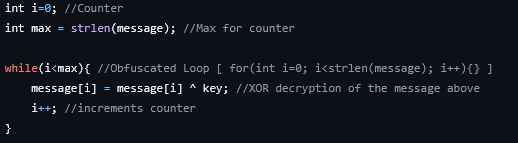 int i=0; //Counter
int max = strlen(message); //Max for counter
while(i<max){ //Obfuscated Loop [ for(int i=0; i<strlen(message); i++){} ]
message[i] = message[i] ^ key; //XOR decryption of the message above
i++; //increments counter
}